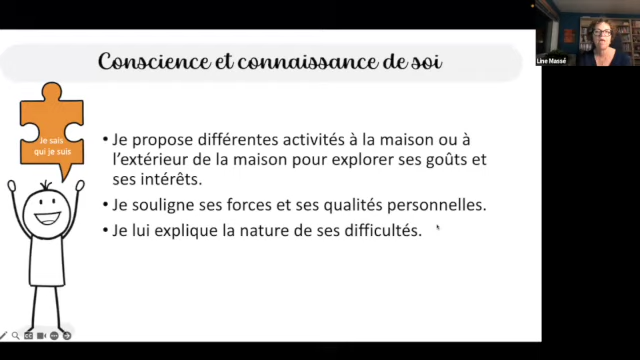 Conscience et connaissance de soi
Line Massé
Je sais
qui je suis
• Je propose différentes activités à la maison ou à
l'extérieur de la maison pour explorer ses goûts et
ses intérêts.
• Je souligne ses forces et ses qualités personnelles.
• Je lui explique la nature de ses difficultés.